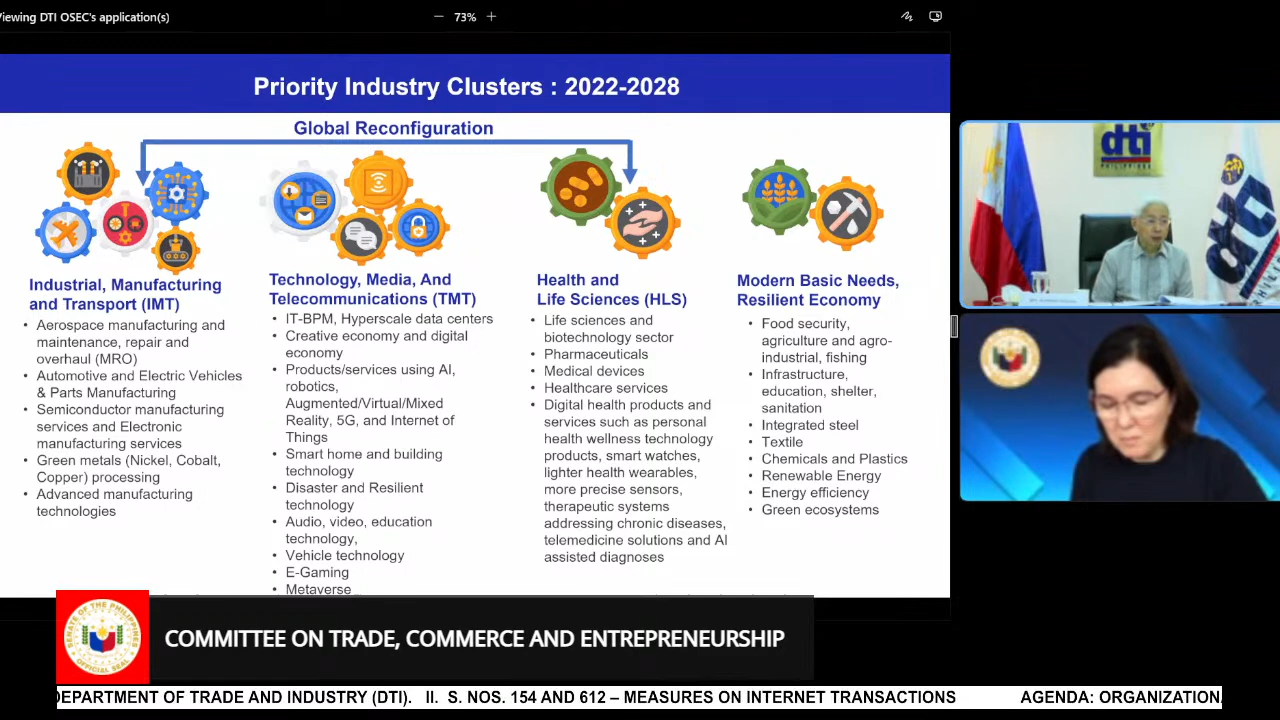 Viewing DTI OSEC's application(s)
73%
Priority Industry Clusters : 2022-2028
Global Reconfiguration
Industrial, Manufacturing
and Transport (IMT)
Aerospace manufacturing and
maintenance, repair and
overhaul (MRO)
Automotive and Electric Vehicles
& Parts Manufacturing
Semiconductor manufacturing
services and Electronic
manufacturing services
Green metals (Nickel, Cobalt,
Copper) processing
Advanced manufacturing
technologies
Technology, Media, And
Telecommunications (TMT)
IT-BPM, Hyperscale data centers
Creative economy and digital
economy
Products/services using AI,
robotics,
Augmented/Virtual/Mixed
Reality, 5G, and Internet of
Things
Smart home and building
technology
Disaster and Resilient
technology
Audio, video, education
technology,
Vehicle technology
E-Gaming
Metaverse
Health and
Life Sciences (HLS)
Life sciences and
biotechnology sector
Pharmaceuticals
Medical devices
Healthcare services
Digital health products and
services such as personal
health wellness technology
products, smart watches,
lighter health wearables,
more precise sensors,
therapeutic systems
addressing chronic diseases,
telemedicine solutions and AI
assisted diagnoses
Modern Basic Needs,
Resilient Economy
Food security,
agriculture and agro-
industrial, fishing
Infrastructure,
education, shelter,
sanitation
Integrated steel
Textile
Chemicals and Plastics
Renewable Energy
Energy efficiency
Green ecosystems
dti
PHILIPPINES
SENATE OF THE PHILIPPINES
OFFICIAL SEAL
COMMITTEE ON TRADE, COMMERCE AND ENTREPRENEURSHIP
DEPARTMENT OF TRADE AND INDUSTRY (DTI). II. S. NOS. 154 AND 612 – MEASURES ON INTERNET TRANSACTIONS AGENDA: ORGANIZATION